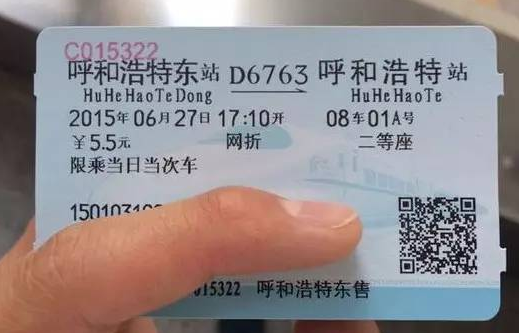 C015322
呼和浩特东站 D6763 呼和浩特站
HuHeHaoTeDong HuHeHaoTe
2015年06月27日 17:10开 08车01A号
￥5.5元 网折 二等座
限乘当日当次车
150103
015322 呼和浩特东售